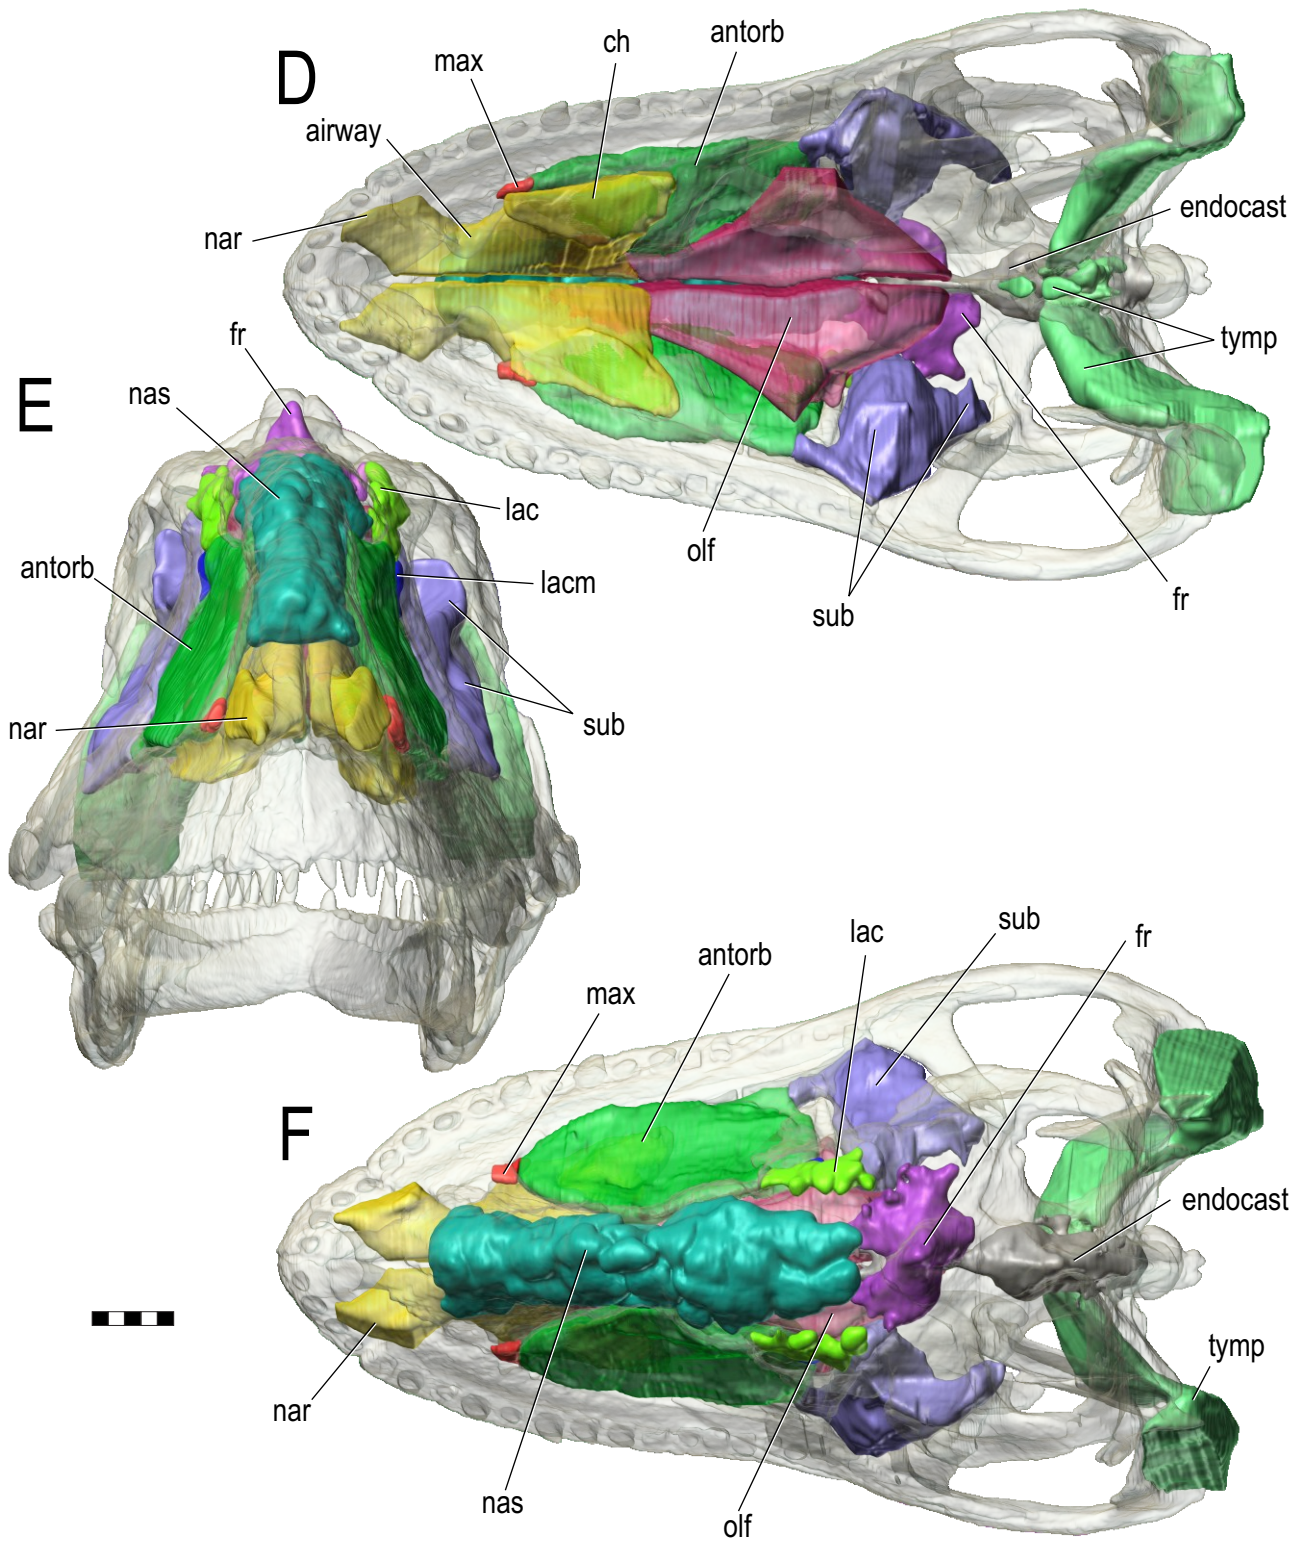 D
max
ch
antorb
airway
nar
endocast
tymp
olf
sub
fr
E
fr
nas
lac
antorb
lacm
nar
sub
F
max
antorb
lac
sub
fr
endocast
tymp
nar
nas
olf